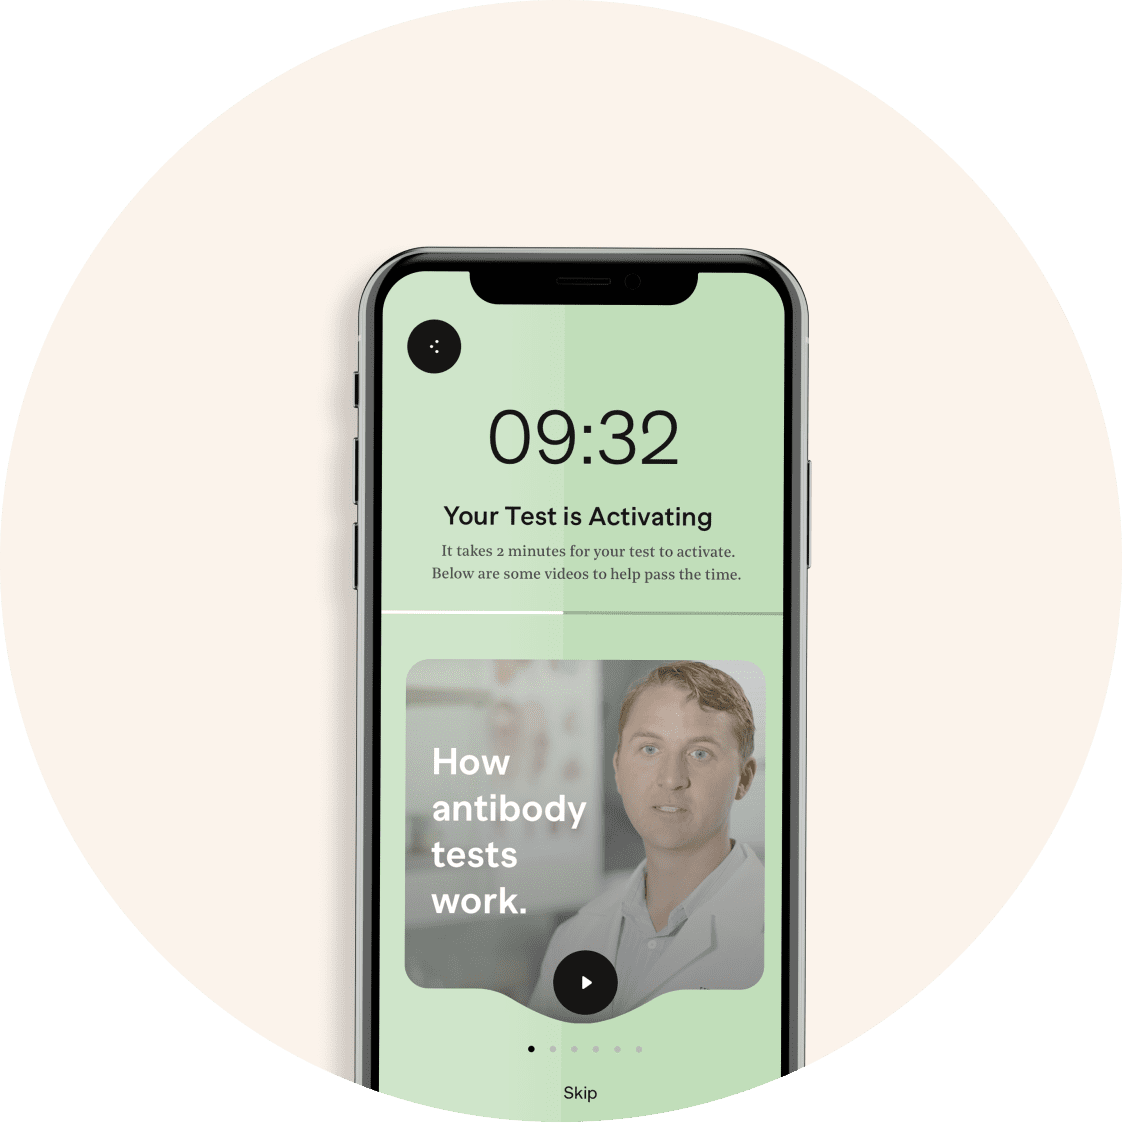 09:32
Your Test is Activating
It takes 2 minutes for your test to activate.
Below are some videos to help pass the time.
How
antibody
tests
work.
Skip